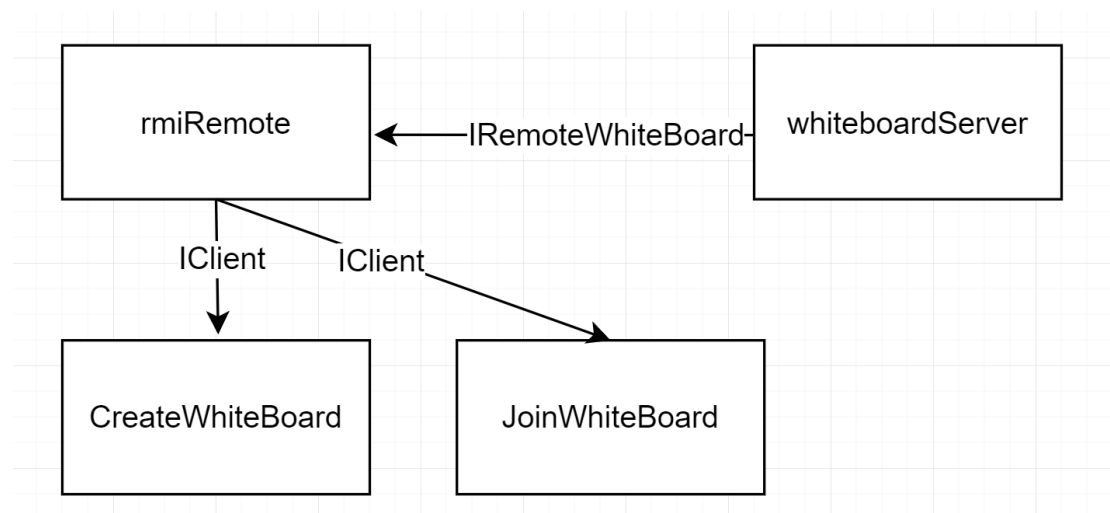 rmiRemote
IRemoteWhiteBoard
whiteboardServer
IClient
IClient
CreateWhiteBoard
JoinWhiteBoard